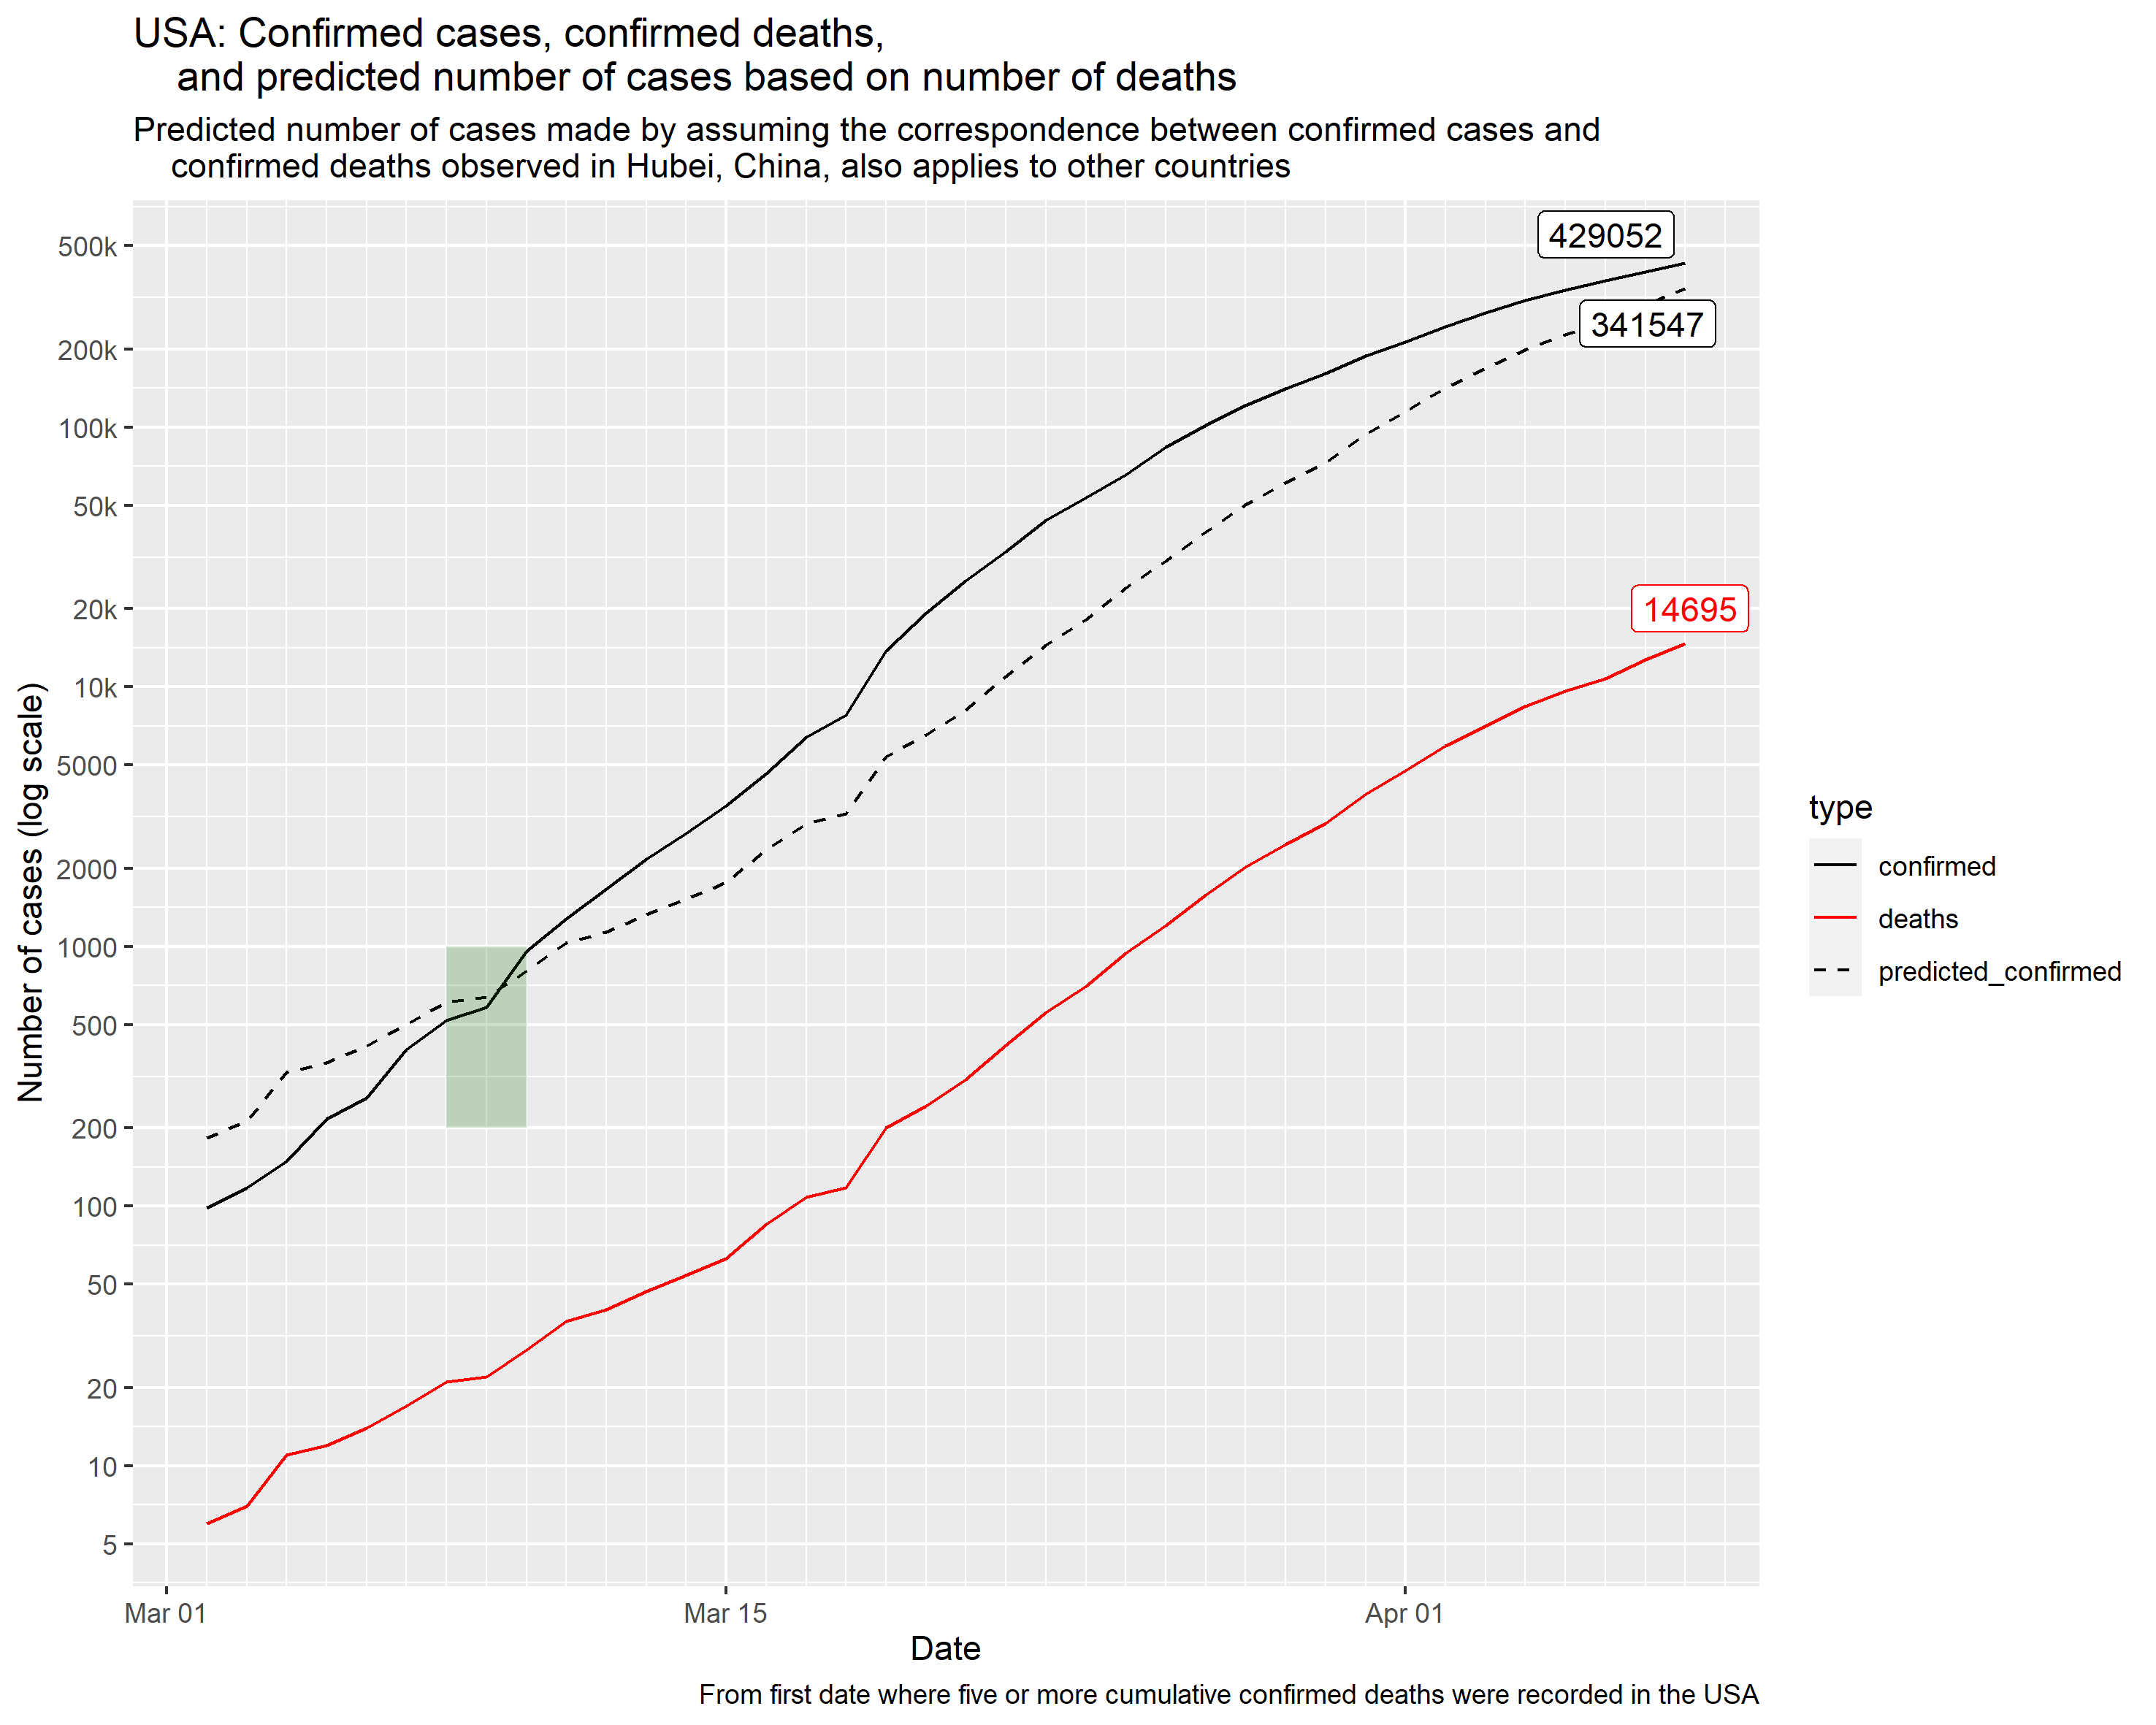 USA: Confirmed cases, confirmed deaths,
and predicted number of cases based on number of deaths
Predicted number of cases made by assuming the correspondence between confirmed cases and
confirmed deaths observed in Hubei, China, also applies to other countries
Number of cases (log scale)
500k
200k
100k
50k
20k
10k
5000
2000
1000
500
200
100
50
20
10
5
429052
341547
14695
Mar 01
Mar 15
Apr 01
Date
type
confirmed
deaths
predicted_confirmed
From first date where five or more cumulative confirmed deaths were recorded in the USA